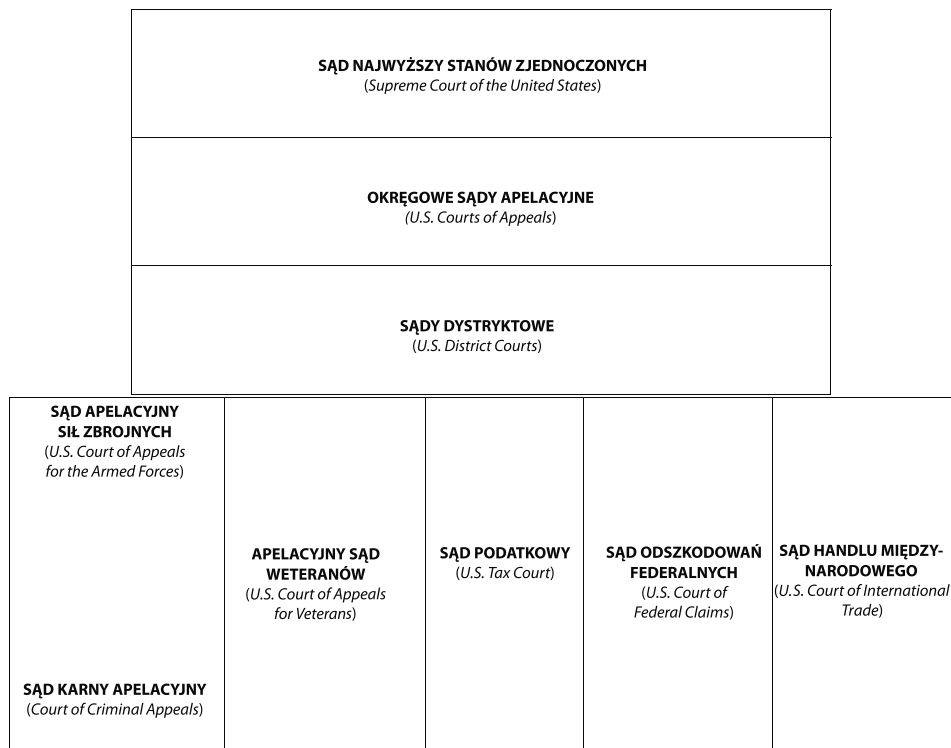 SĄD NAJWYŻSZY STANÓW ZJEDNOCZONYCH
(Supreme Court of the United States)
OKRĘGOWE SĄDY APELACYJNE
(U.S. Courts of Appeals)
SĄDY DYSTRYKTOWE
(U.S. District Courts)
SĄD APELACYJNY
SIŁ ZBROJNYCH
(U.S. Court of Appeals
for the Armed Forces)
SĄD KARNY APELACYJNY
(Court of Criminal Appeals)
APELACYJNY SĄD
WETERANÓW
(U.S. Court of Appeals
for Veterans)
SĄD PODATKOWY
(U.S. Tax Court)
SĄD ODSZKODOWAŃ
FEDERALNYCH
(U.S. Court of
Federal Claims)
SĄD HANDLU MIĘDZY-
NARODOWEGO
(U.S. Court of International
Trade)